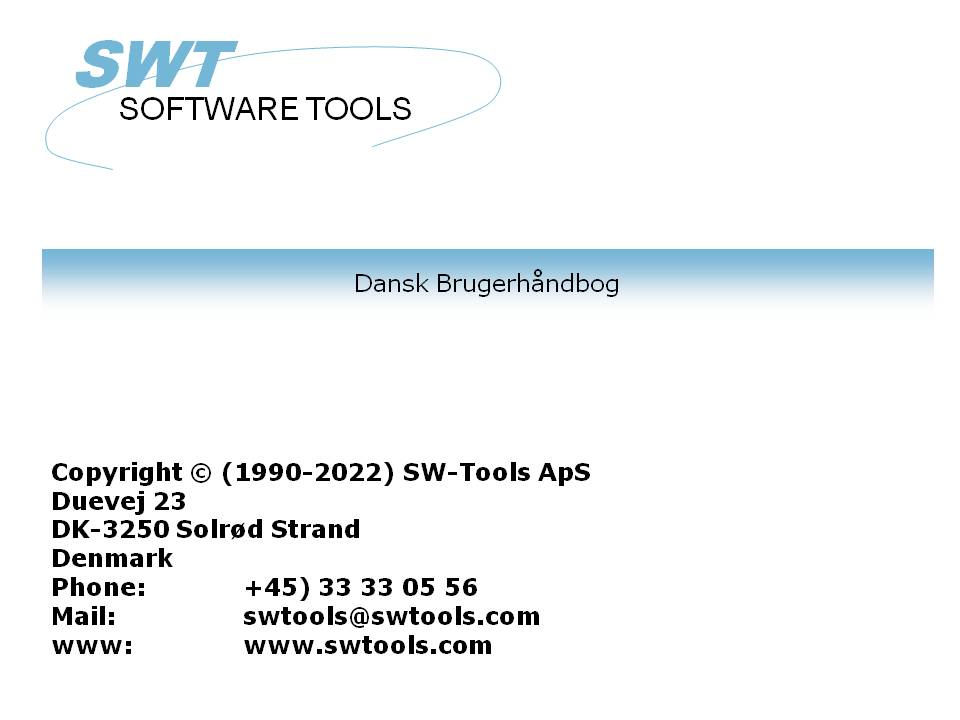 SWT
SOFTWARE TOOLS
Dansk Brugerhåndbog
Copyright © (1990-2022) SW-Tools ApS
Duevej 23
DK-3250 Solrød Strand
Denmark
Phone: +45) 33 33 05 56
Mail: swtools@swtools.com
www: www.swtools.com